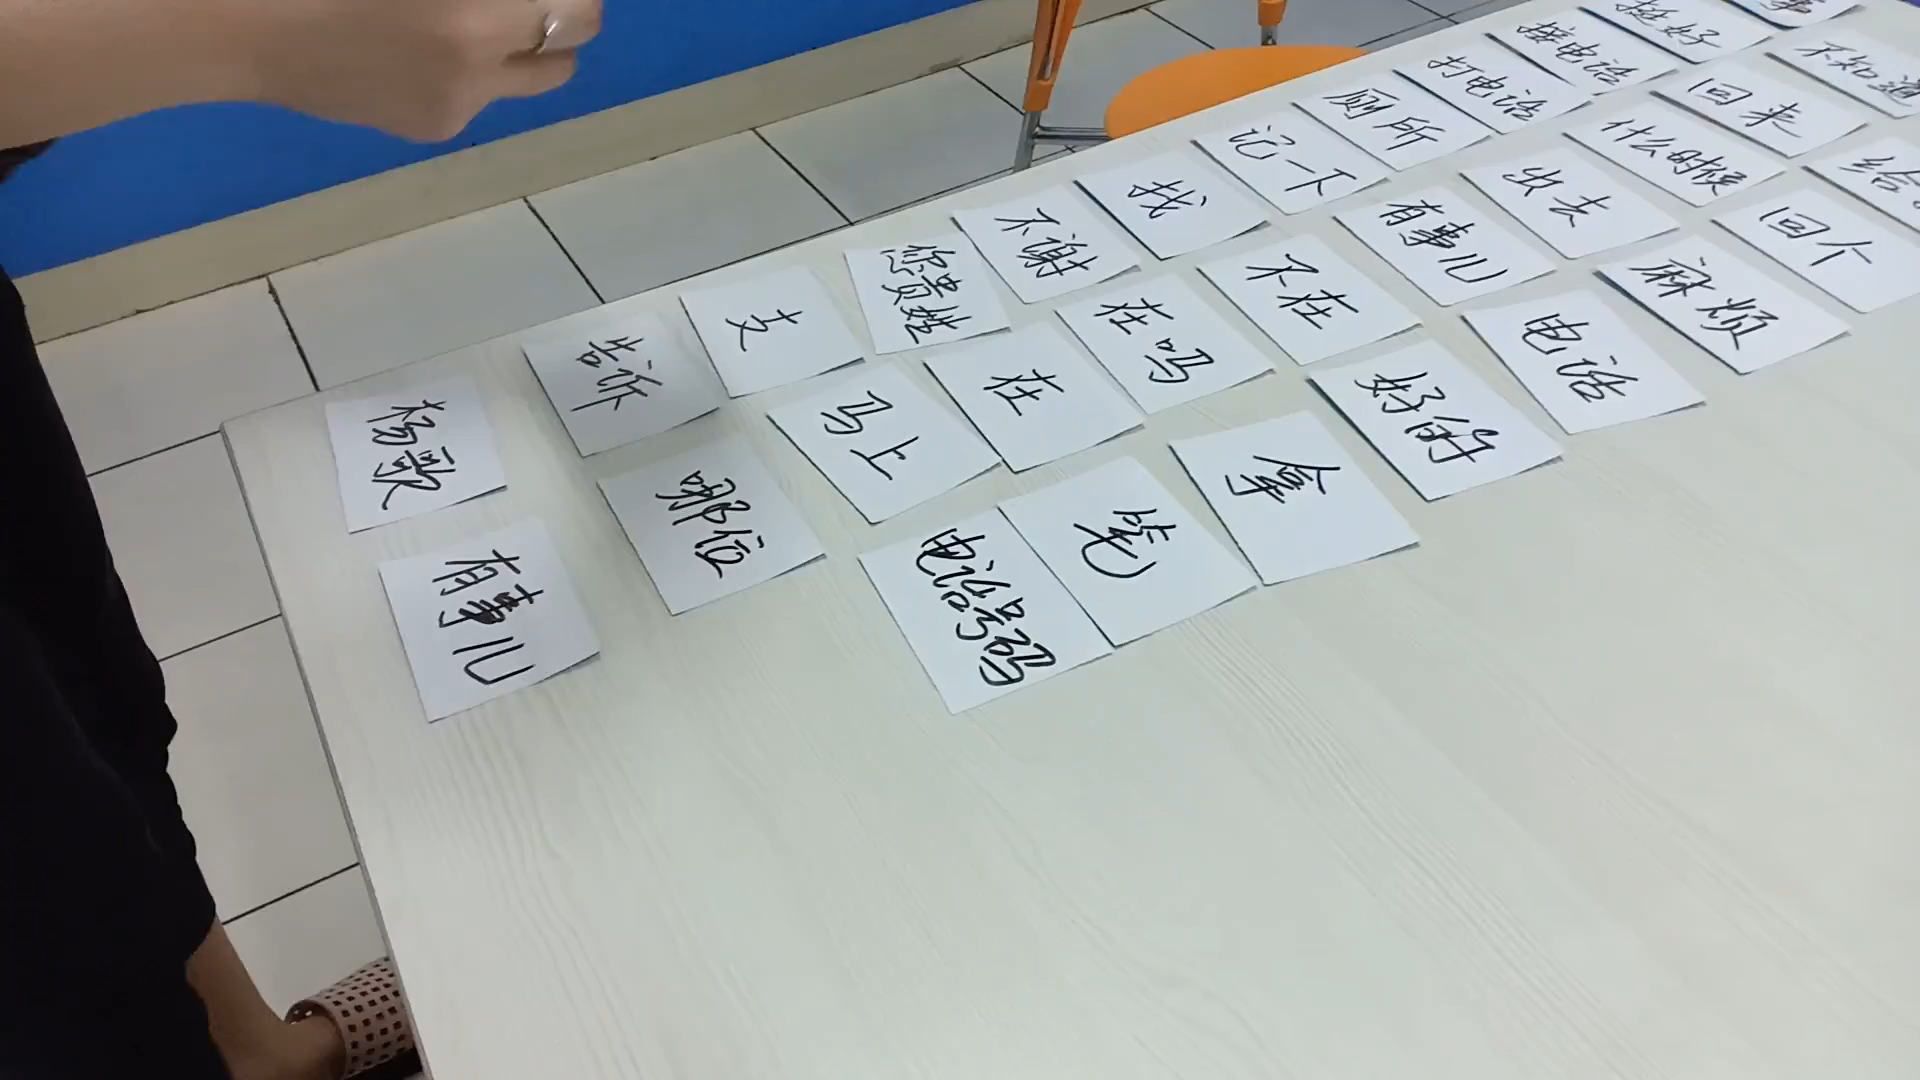 挺好
不知道
接电话
回来
打电话
什么时候
厕所
出去
回个
记一下
有事儿
麻烦
找
不在
电话
不谢
在吗
好的
您贵姓
在
拿
支
马上
笔
告诉
哪位
电话号码
杨歌
有事儿